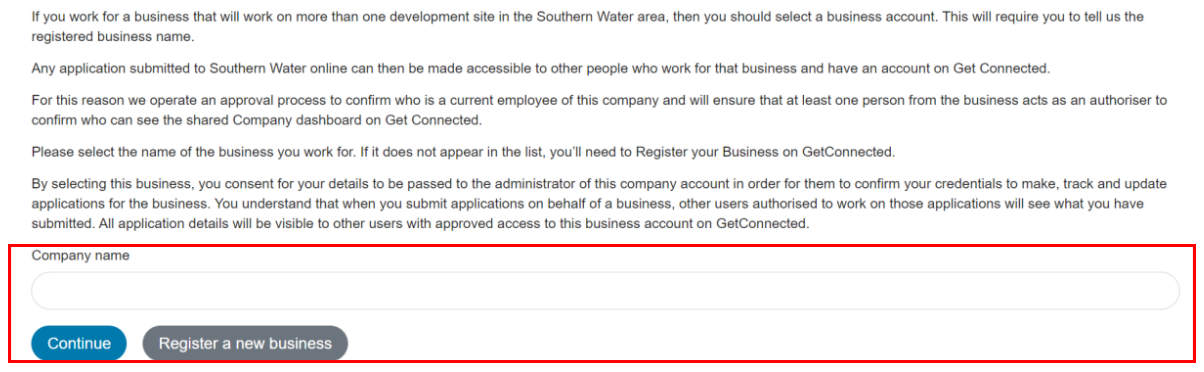 If you work for a business that will work on more than one development site in the Southern Water area, then you should select a business account. This will require you to tell us the
registered business name.
Any application submitted to Southern Water online can then be made accessible to other people who work for that business and have an account on Get Connected.
For this reason we operate an approval process to confirm who is a current employee of this company and will ensure that at least one person from the business acts as an authoriser to
confirm who can see the shared Company dashboard on Get Connected.
Please select the name of the business you work for. If it does not appear in the list, you’ll need to Register your Business on GetConnected.
By selecting this business, you consent for your details to be passed to the administrator of this company account in order for them to confirm your credentials to make, track and update
applications for the business. You understand that when you submit applications on behalf of a business, other users authorised to work on those applications will see what you have
submitted. All application details will be visible to other users with approved access to this business account on GetConnected.
Company name
Continue Register a new business